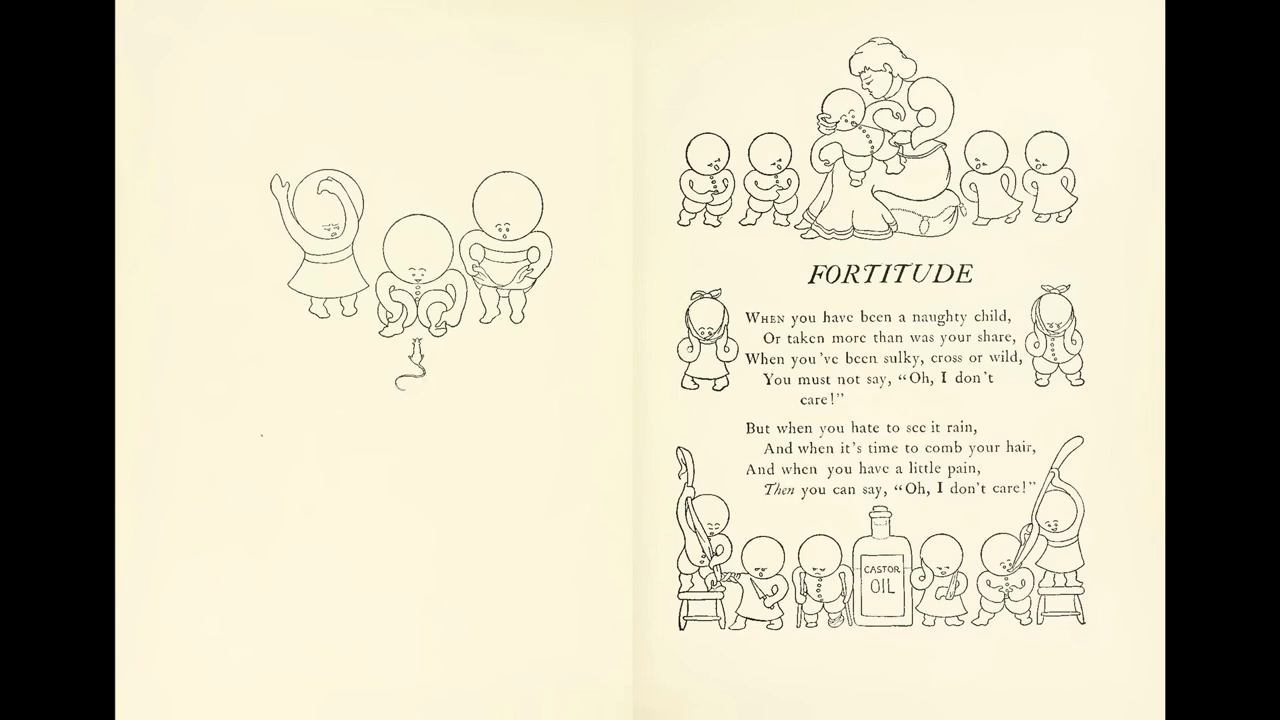 FORTITUDE
WHEN you have been a naughty child,
Or taken more than was your share,
When you've been sulky, cross or wild,
You must not say, “Oh, I don't
care!”
But when you hate to see it rain,
And when it's time to comb your hair,
And when you have a little pain,
Then you can say, “Oh, I don't care!”
CASTOR
OIL